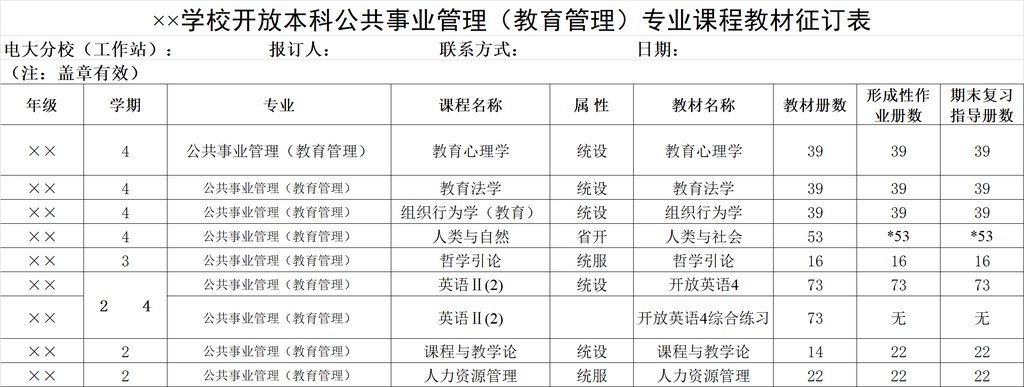 ××学校开放本科公共事业管理（教育管理）专业课程教材征订表
电大分校（工作站）： 报订人： 联系方式： 日期：
（注：盖章有效）
年级 学期 专业 课程名称 属 性 教材名称 教材册数 形成性作业册数 期末复习指导册数
×× 4 公共事业管理（教育管理） 教育心理学 统设 教育心理学 39 39 39
×× 4 公共事业管理（教育管理） 教育法学 统设 教育法学 39 39 39
×× 4 公共事业管理（教育管理） 组织行为学（教育） 统设 组织行为学 39 39 39
×× 4 公共事业管理（教育管理） 人类与自然 省开 人类与社会 53 *53 *53
×× 3 公共事业管理（教育管理） 哲学引论 统服 哲学引论 16 16 16
×× 2 4 公共事业管理（教育管理） 英语Ⅱ(2) 统设 开放英语4 73 73 73
×× 公共事业管理（教育管理） 英语Ⅱ(2) 开放英语4综合练习 73 无 无
×× 2 公共事业管理（教育管理） 课程与教学论 统设 课程与教学论 14 22 22
×× 2 公共事业管理（教育管理） 人力资源管理 统服 人力资源管理 22 22 22